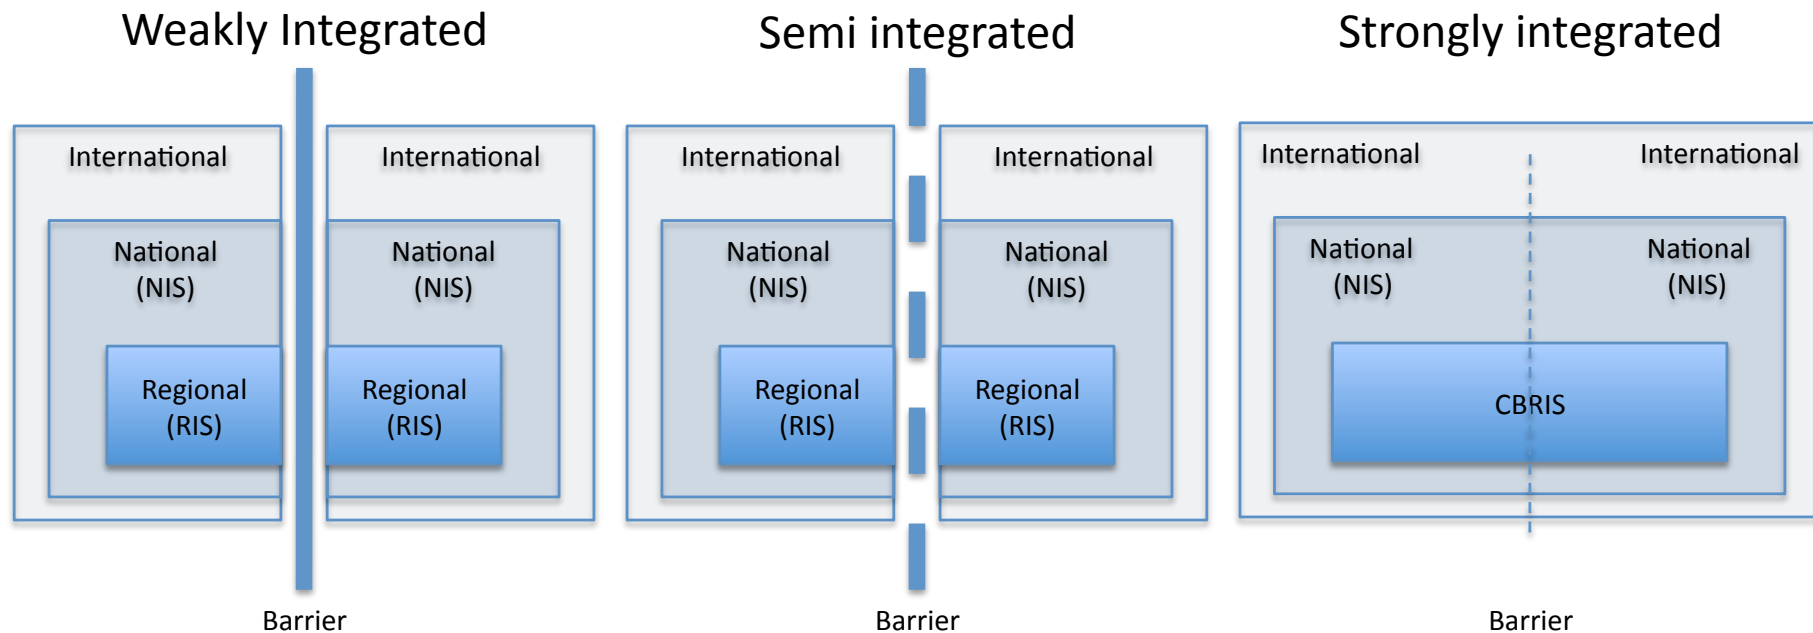 Weakly Integrated
International
International
National
(NIS)
National
(NIS)
Regional
(RIS)
Regional
(RIS)
Barrier
Semi integrated
International
International
National
(NIS)
National
(NIS)
Regional
(RIS)
Regional
(RIS)
Barrier
Strongly integrated
International
International
National
(NIS)
National
(NIS)
CBRIS
Barrier